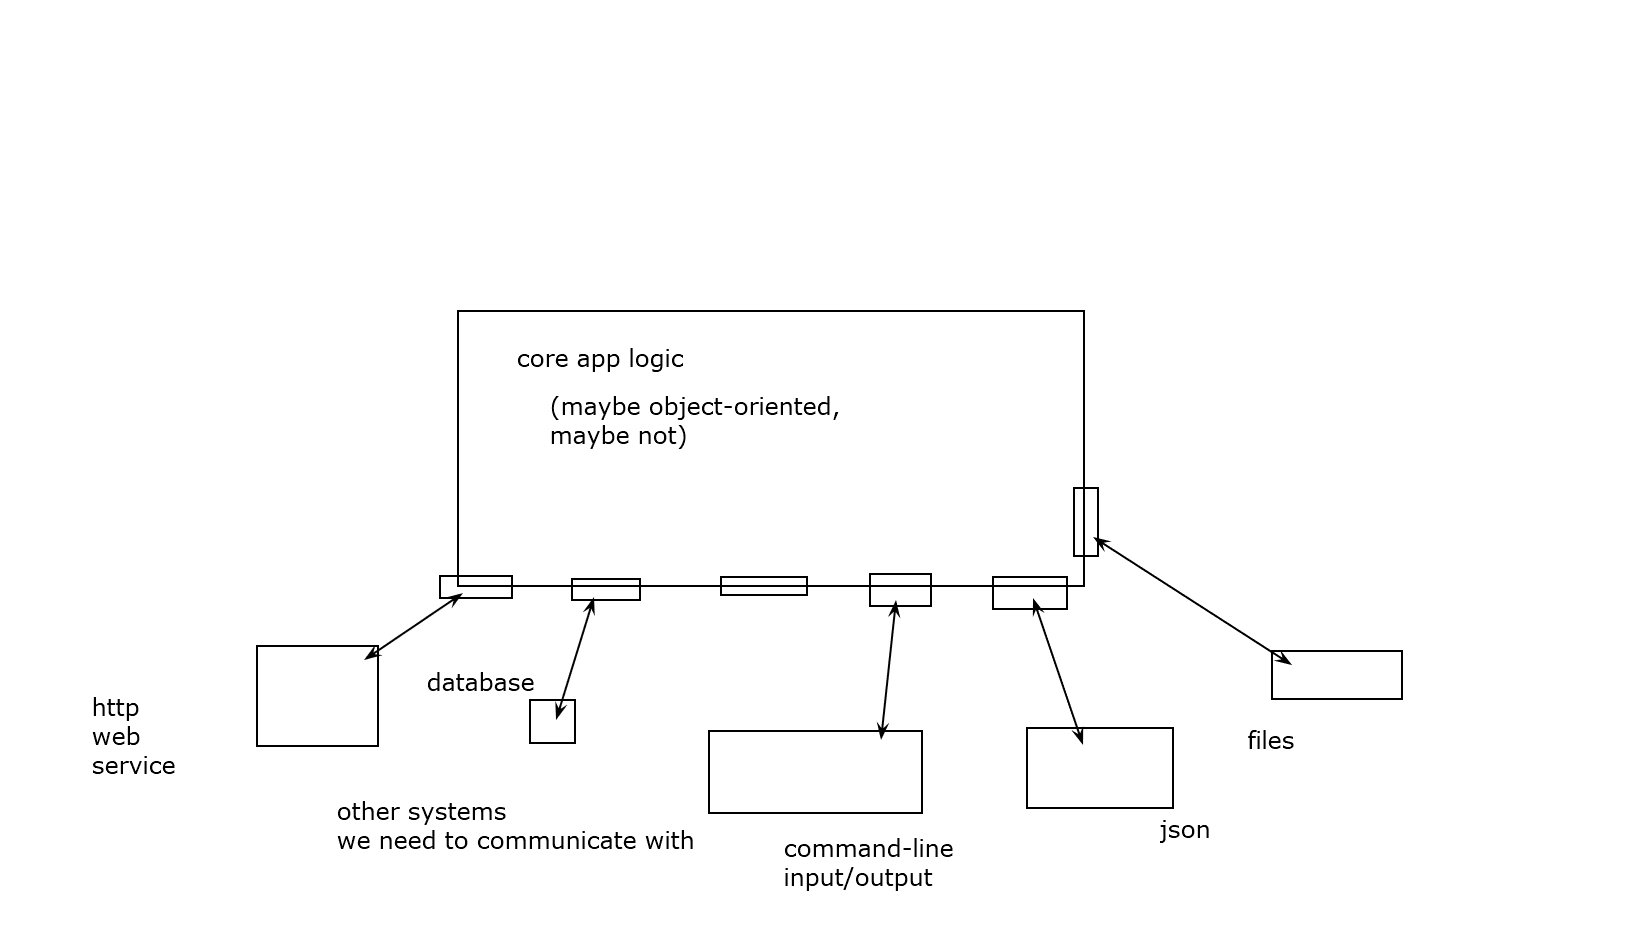 core app logic
(maybe object-oriented,
maybe not)
database
http
web
service
files
other systems
we need to communicate with
json
command-line
input/output